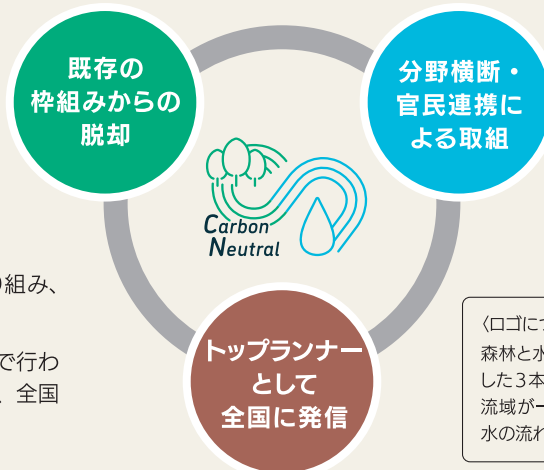 既存の
枠組みからの
脱却
分野横断・
官民連携に
よる取組
Carbon
Neutral
組み、
で行わ
全国
トップランナー
として
全国に発信
〈ロゴにつ
森林と水
した3本
流域が一
水の流れ